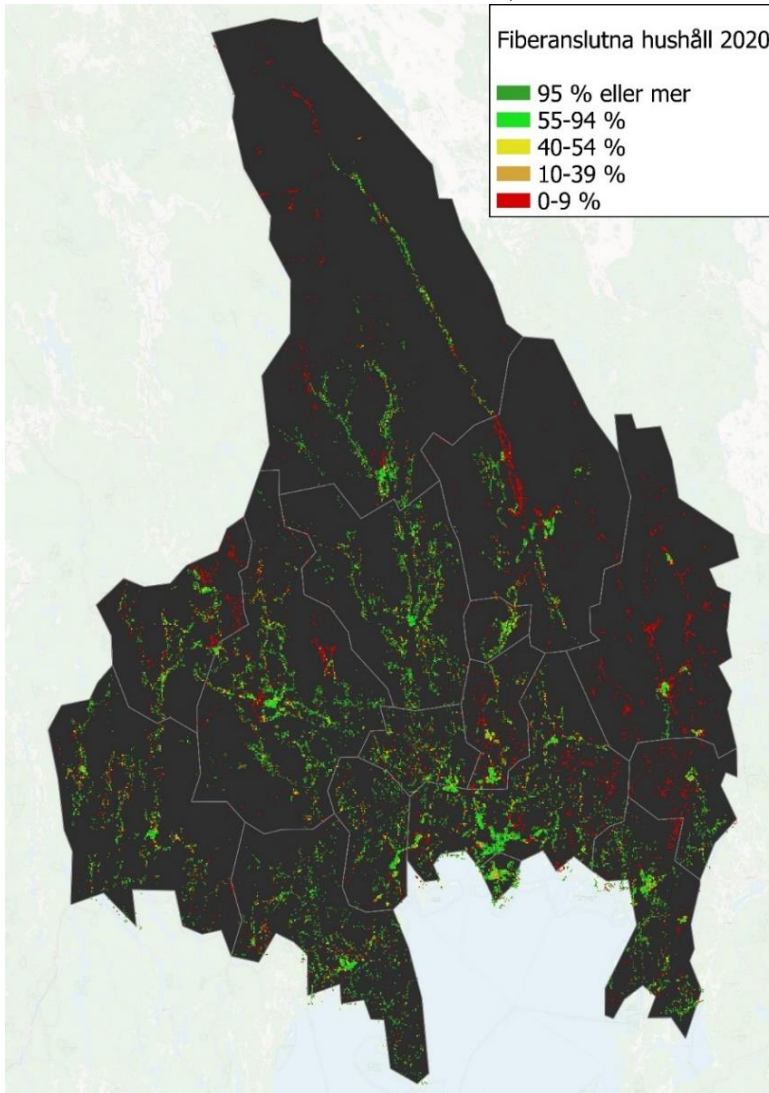 Fiberanslutna hushåll 2020
95 % eller mer
55-94 %
40-54 %
10-39 %
0-9 %